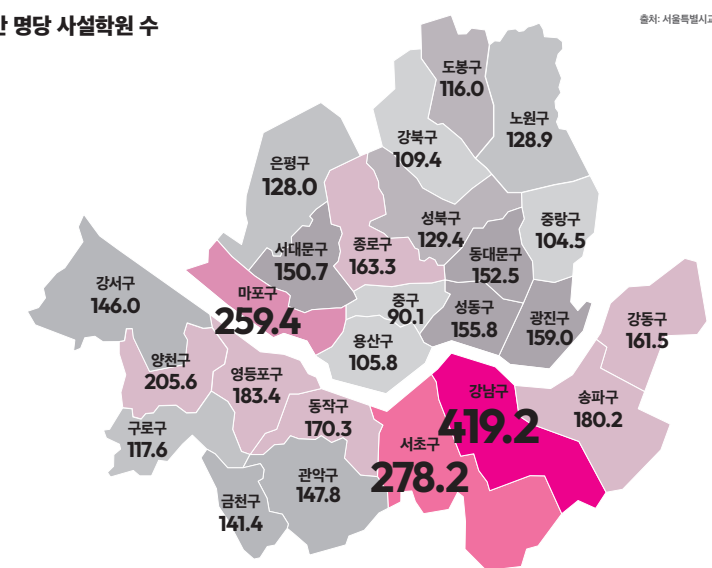 만 명당 사설학원 수
출처: 서울특별시교
도봉구
116.0
노원구
128.9
강북구
109.4
은평구
128.0
성북구
129.4
중랑구
104.5
서대문구
150.7
종로구
163.3
동대문구
152.5
강서구
146.0
마포구
259.4
중구
90.1
성동구
155.8
광진구
159.0
강동구
161.5
용산구
105.8
양천구
205.6
영등포구
183.4
강남구
419.2
송파구
180.2
동작구
170.3
구로구
117.6
서초구
278.2
관악구
147.8
금천구
141.4